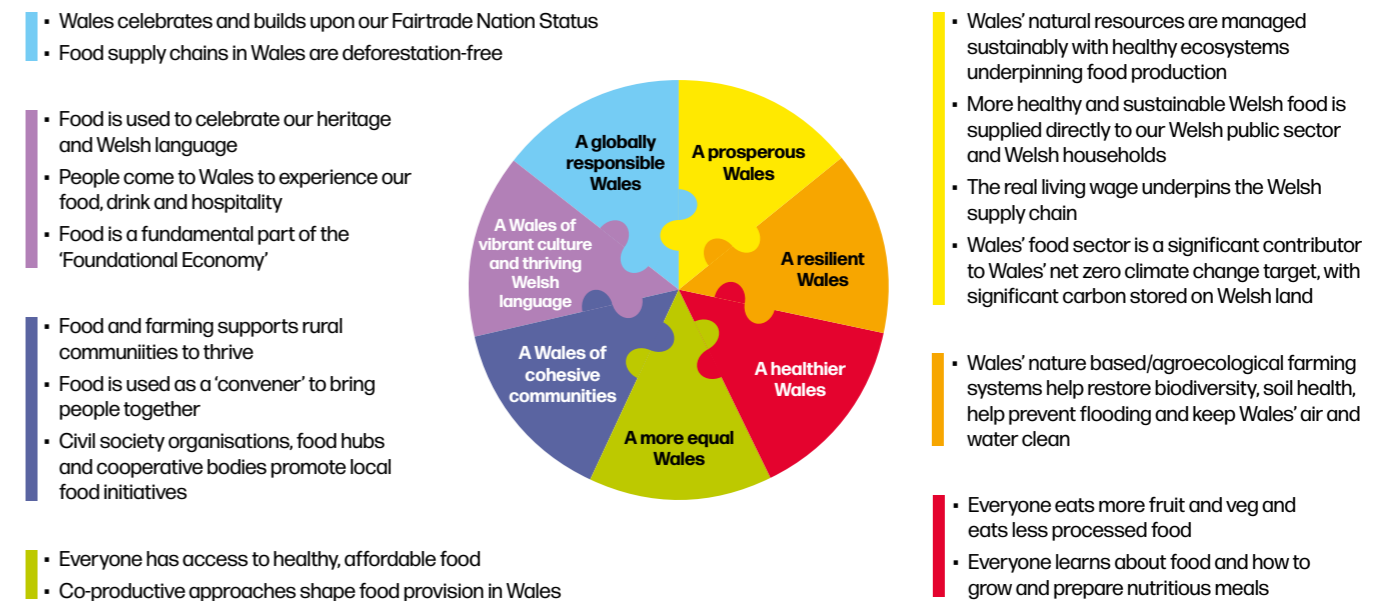 ▪ Wales celebrates and builds upon our Fairtrade Nation Status
▪ Food supply chains in Wales are deforestation-free
▪ Food is used to celebrate our heritage
and Welsh language
▪ People come to Wales to experience our
food, drink and hospitality
▪ Food is a fundamental part of the
‘Foundational Economy’
▪ Food and farming supports rural
communiities to thrive
▪ Food is used as a ‘convener’ to bring
people together
▪ Civil society organisations, food hubs
and cooperative bodies promote local
food initiatives
▪ Everyone has access to healthy, affordable food
▪ Co-productive approaches shape food provision in Wales
A globally
responsible
Wales
A prosperous
Wales
A Wales of
vibrant culture
and thriving
Welsh
language
A resilient
Wales
A Wales of
cohesive
communities
A healthier
Wales
A more equal
Wales
▪ Wales’ natural resources are managed
sustainably with healthy ecosystems
underpinning food production
▪ More healthy and sustainable Welsh food is
supplied directly to our Welsh public sector
and Welsh households
▪ The real living wage underpins the Welsh
supply chain
▪ Wales’ food sector is a significant contributor
to Wales’ net zero climate change target, with
significant carbon stored on Welsh land
▪ Wales’ nature based/agroecological farming
systems help restore biodiversity, soil health,
help prevent flooding and keep Wales’ air and
water clean
▪ Everyone eats more fruit and veg and
eats less processed food
▪ Everyone learns about food and how to
grow and prepare nutritious meals